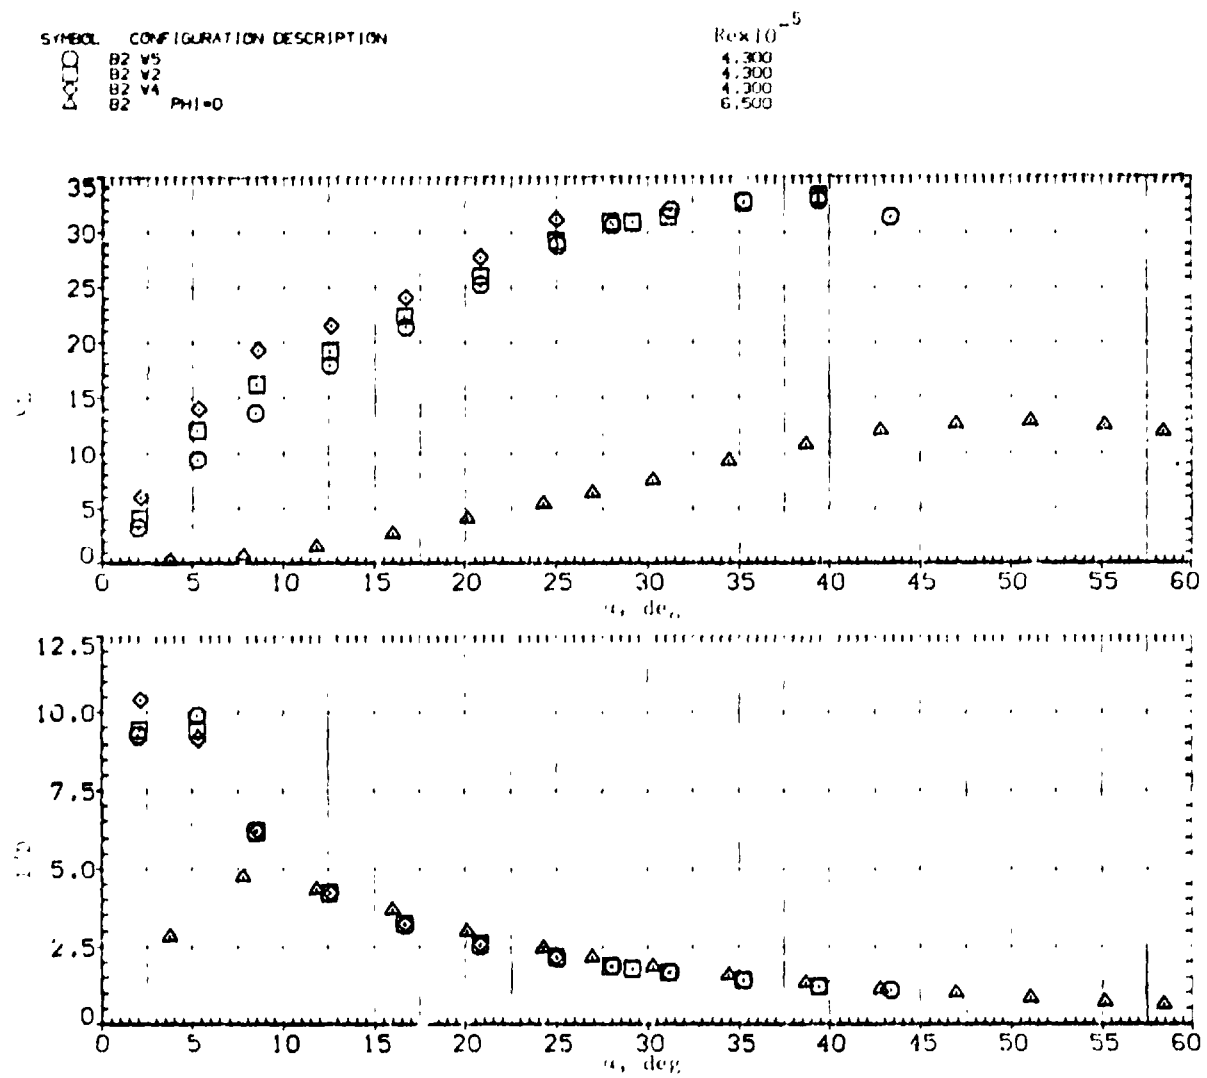 SYMBOL CONFIGURATION DESCRIPTION
B2 W5
B2 W2
B2 W4
B2 PHI=0
Rex10⁻⁵
4.300
4.300
4.300
6.500
35
30
25
20
15
10
5
0
0 5 10 15 20 25 30 35 40 45 50 55 60
α, deg
12.5
10.0
7.5
5.0
2.5
0
L/D
0 5 10 15 20 25 30 35 40 45 50 55 60
α, deg